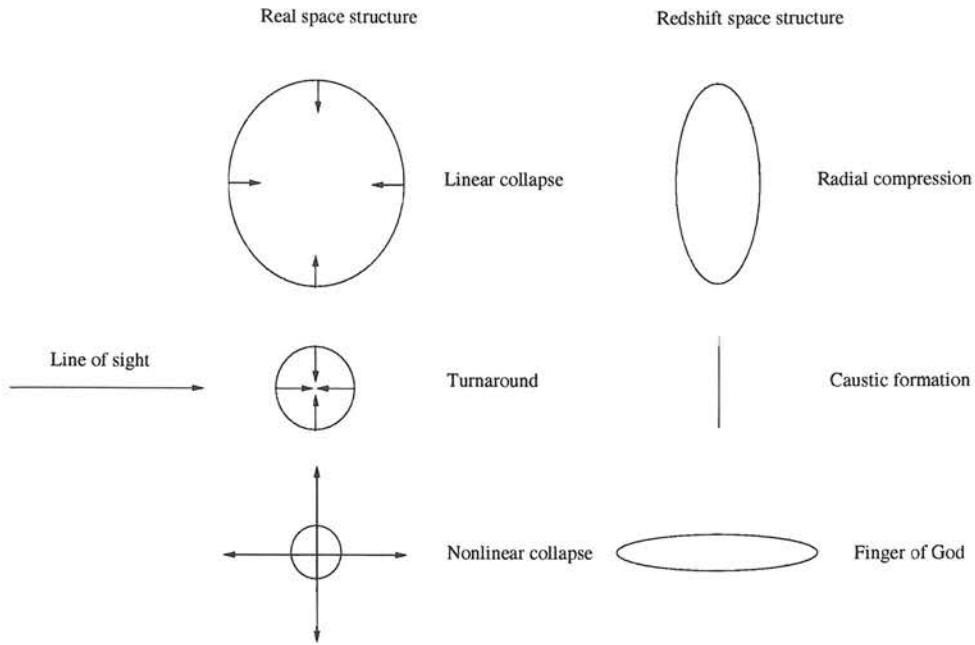 Real space structure
Redshift space structure
Linear collapse
Radial compression
Line of sight
Turnaround
Caustic formation
Nonlinear collapse
Finger of God